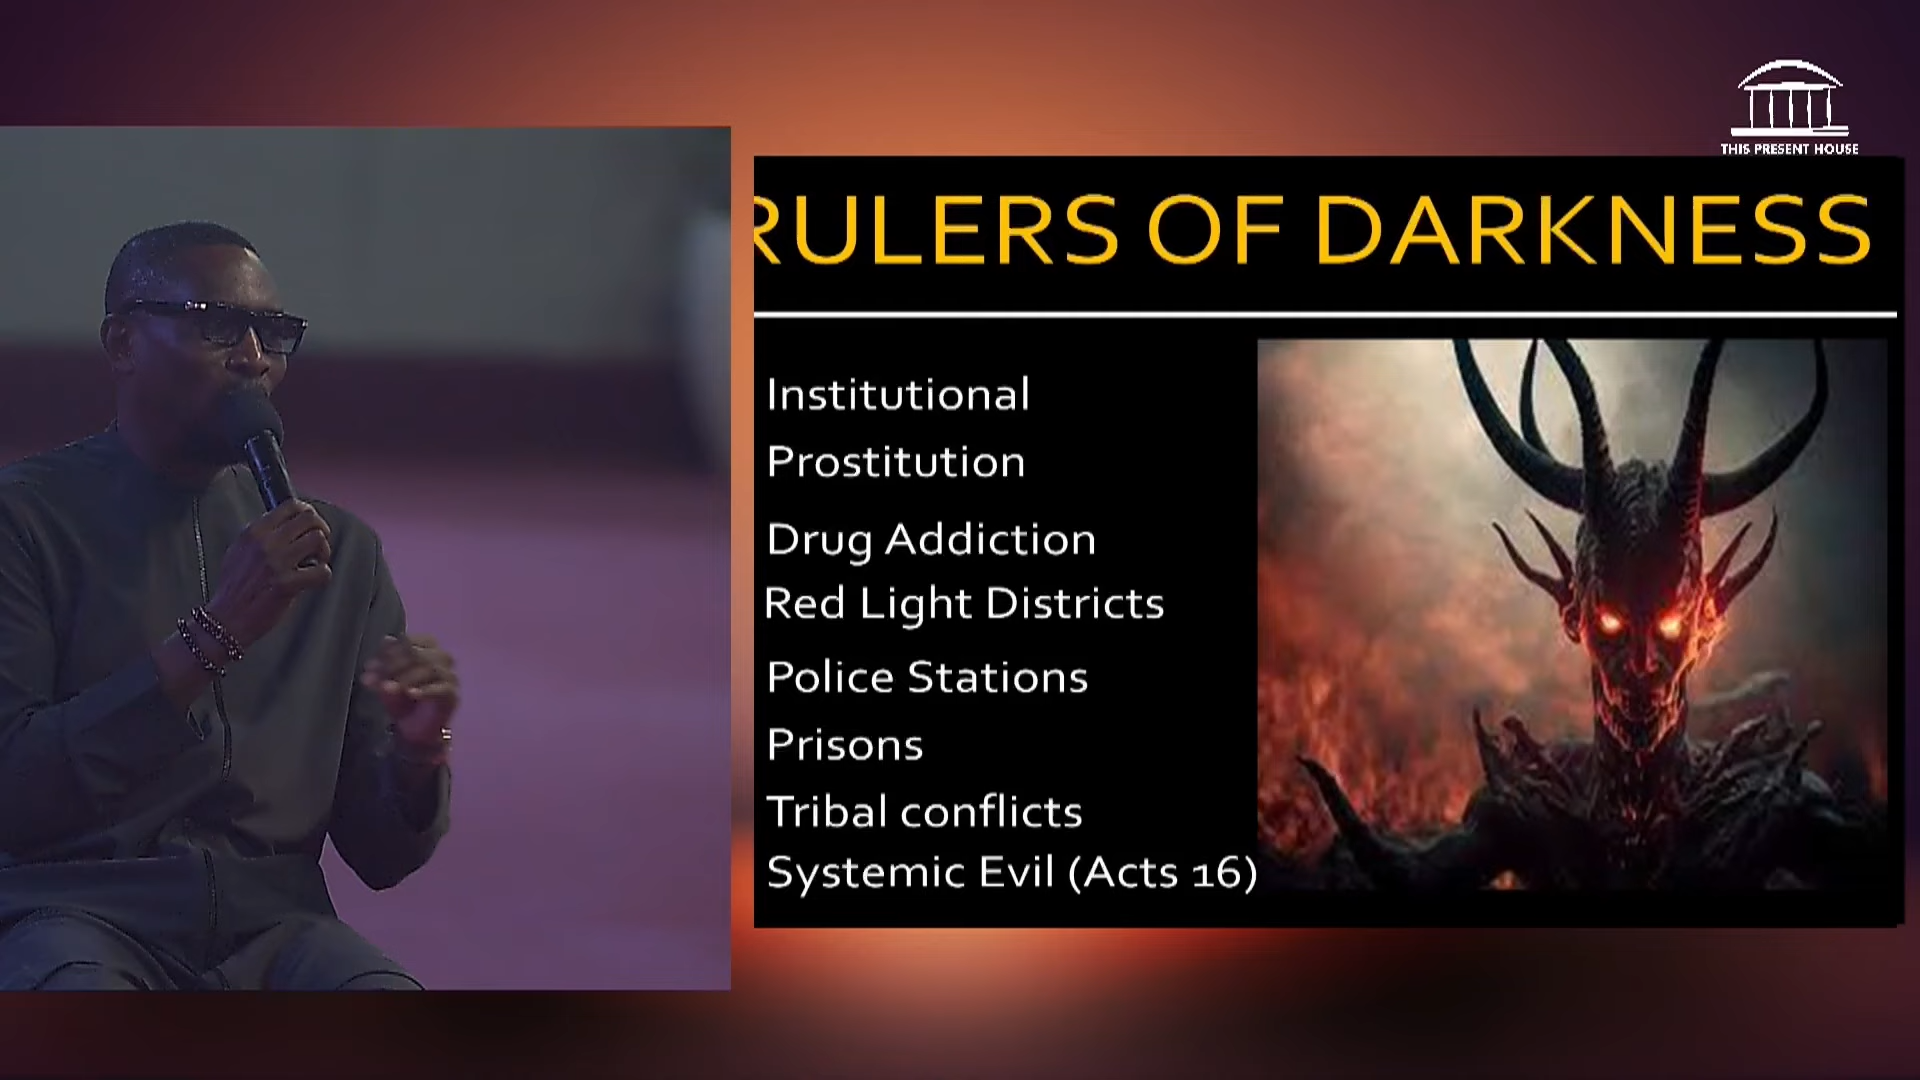 THIS PRESENT HOUSE
RULERS OF DARKNESS
Institutional
Prostitution
Drug Addiction
Red Light Districts
Police Stations
Prisons
Tribal conflicts
Systemic Evil (Acts 16)